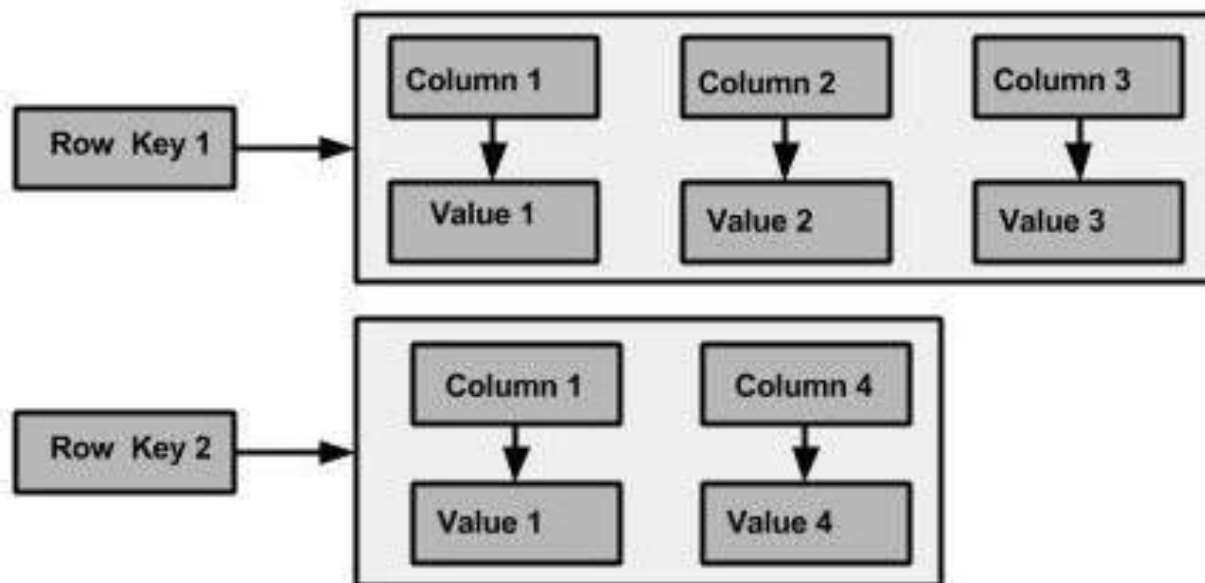 Column 1
Column 2
Column 3
Row Key 1
Value 1
Value 2
Value 3
Column 1
Column 4
Row Key 2
Value 1
Value 4